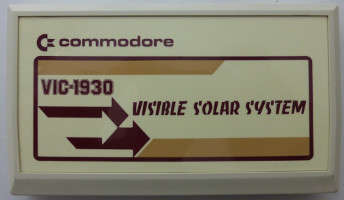 commodore
VIC-1930
VISIBLE SOLAR SYSTEM